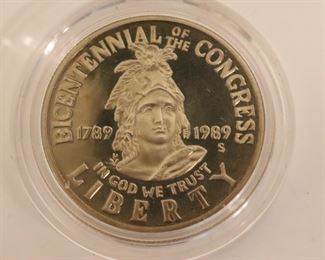 BICENTENNIAL OF THE CONGRESS
1789 1989
S
IN GOD WE TRUST
LIBERTY